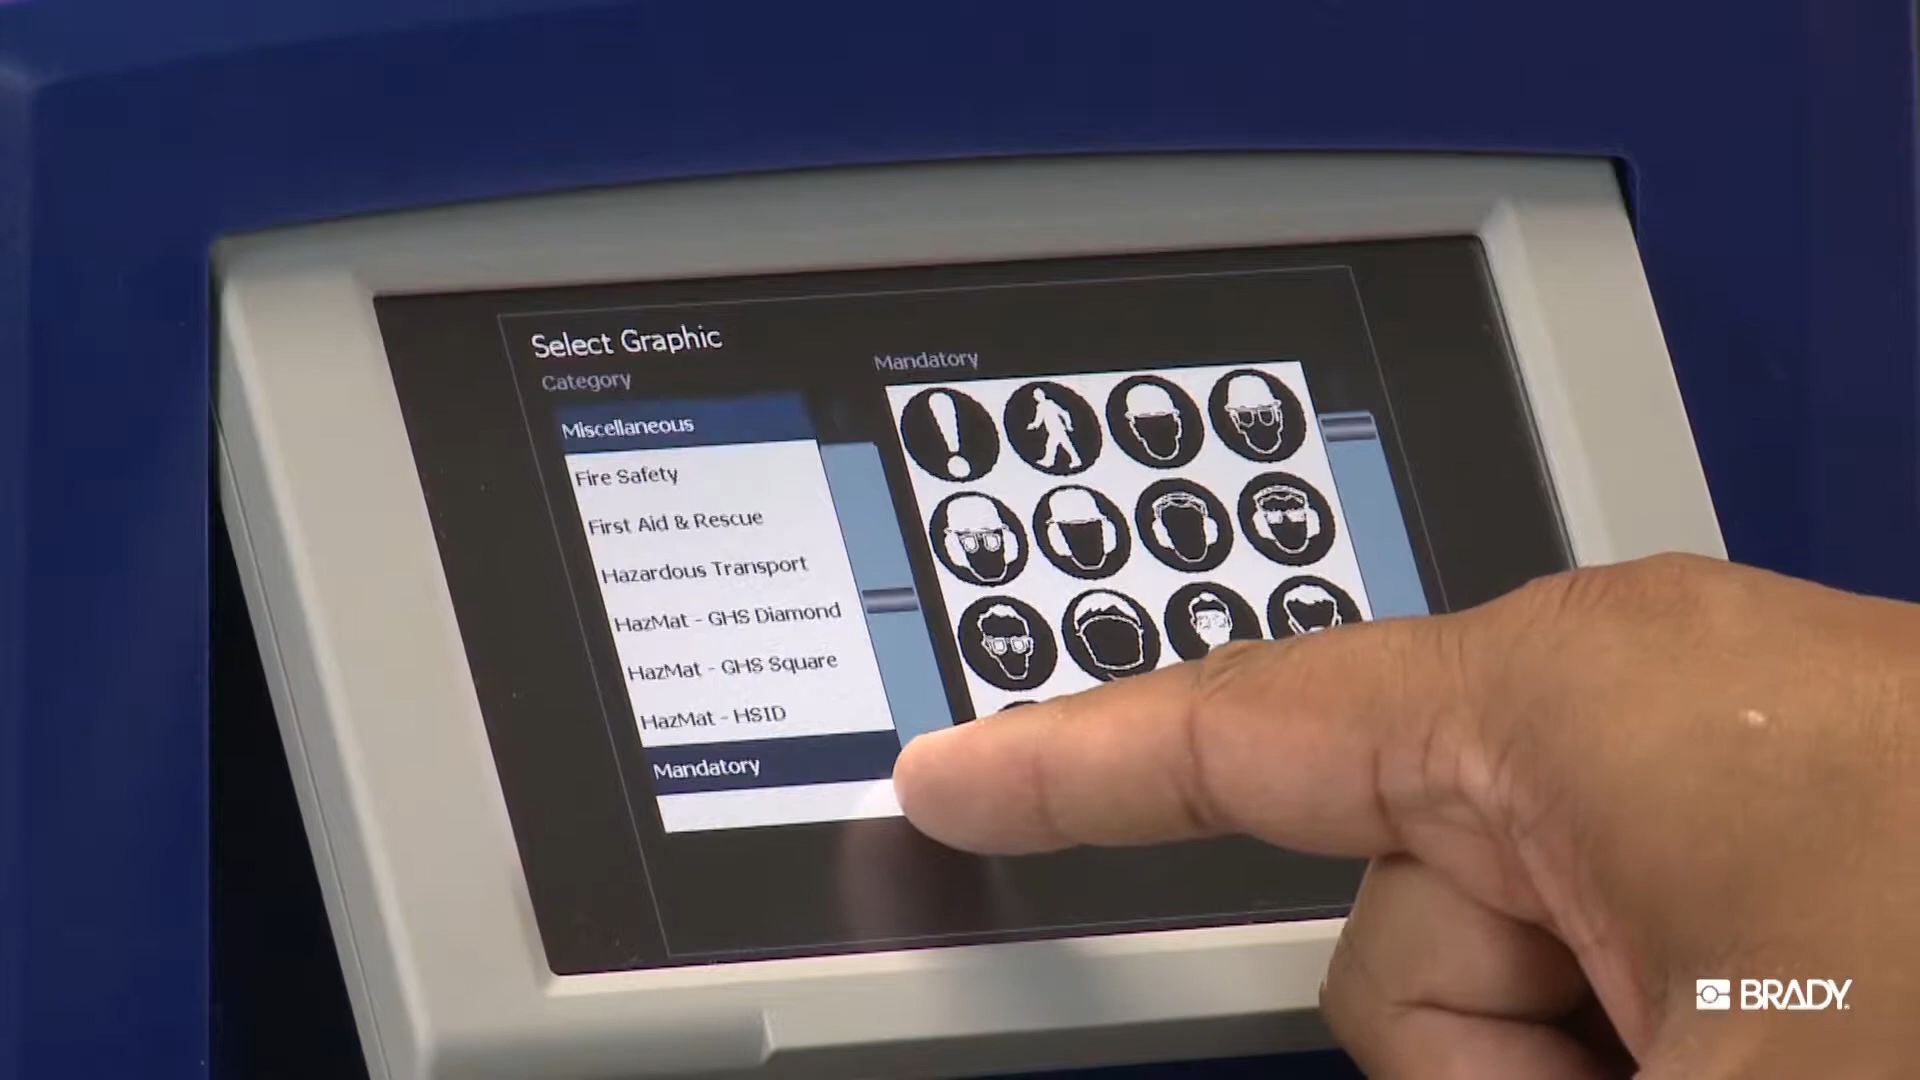 Select Graphic
Category
Mandatory
Miscellaneous
Fire Safety
First Aid & Rescue
Hazardous Transport
HazMat - GHS Diamond
HazMat - GHS Square
HazMat - HSID
Mandatory
BRADY